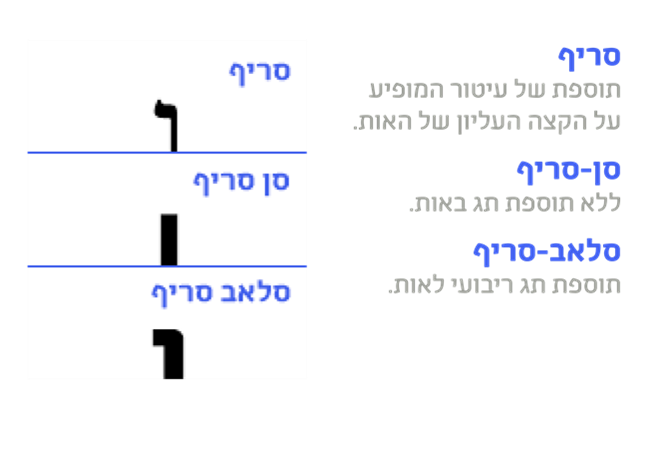 סריף
תוספת של עיטור המופיע
על הקצה העליון של האות.
סן-סריף
ללא תוספת תג באות.
סלאב-סריף
תוספת תג ריבועי לאות.
סריף
ו
סן סריף
ו
סלאב סריף
ו